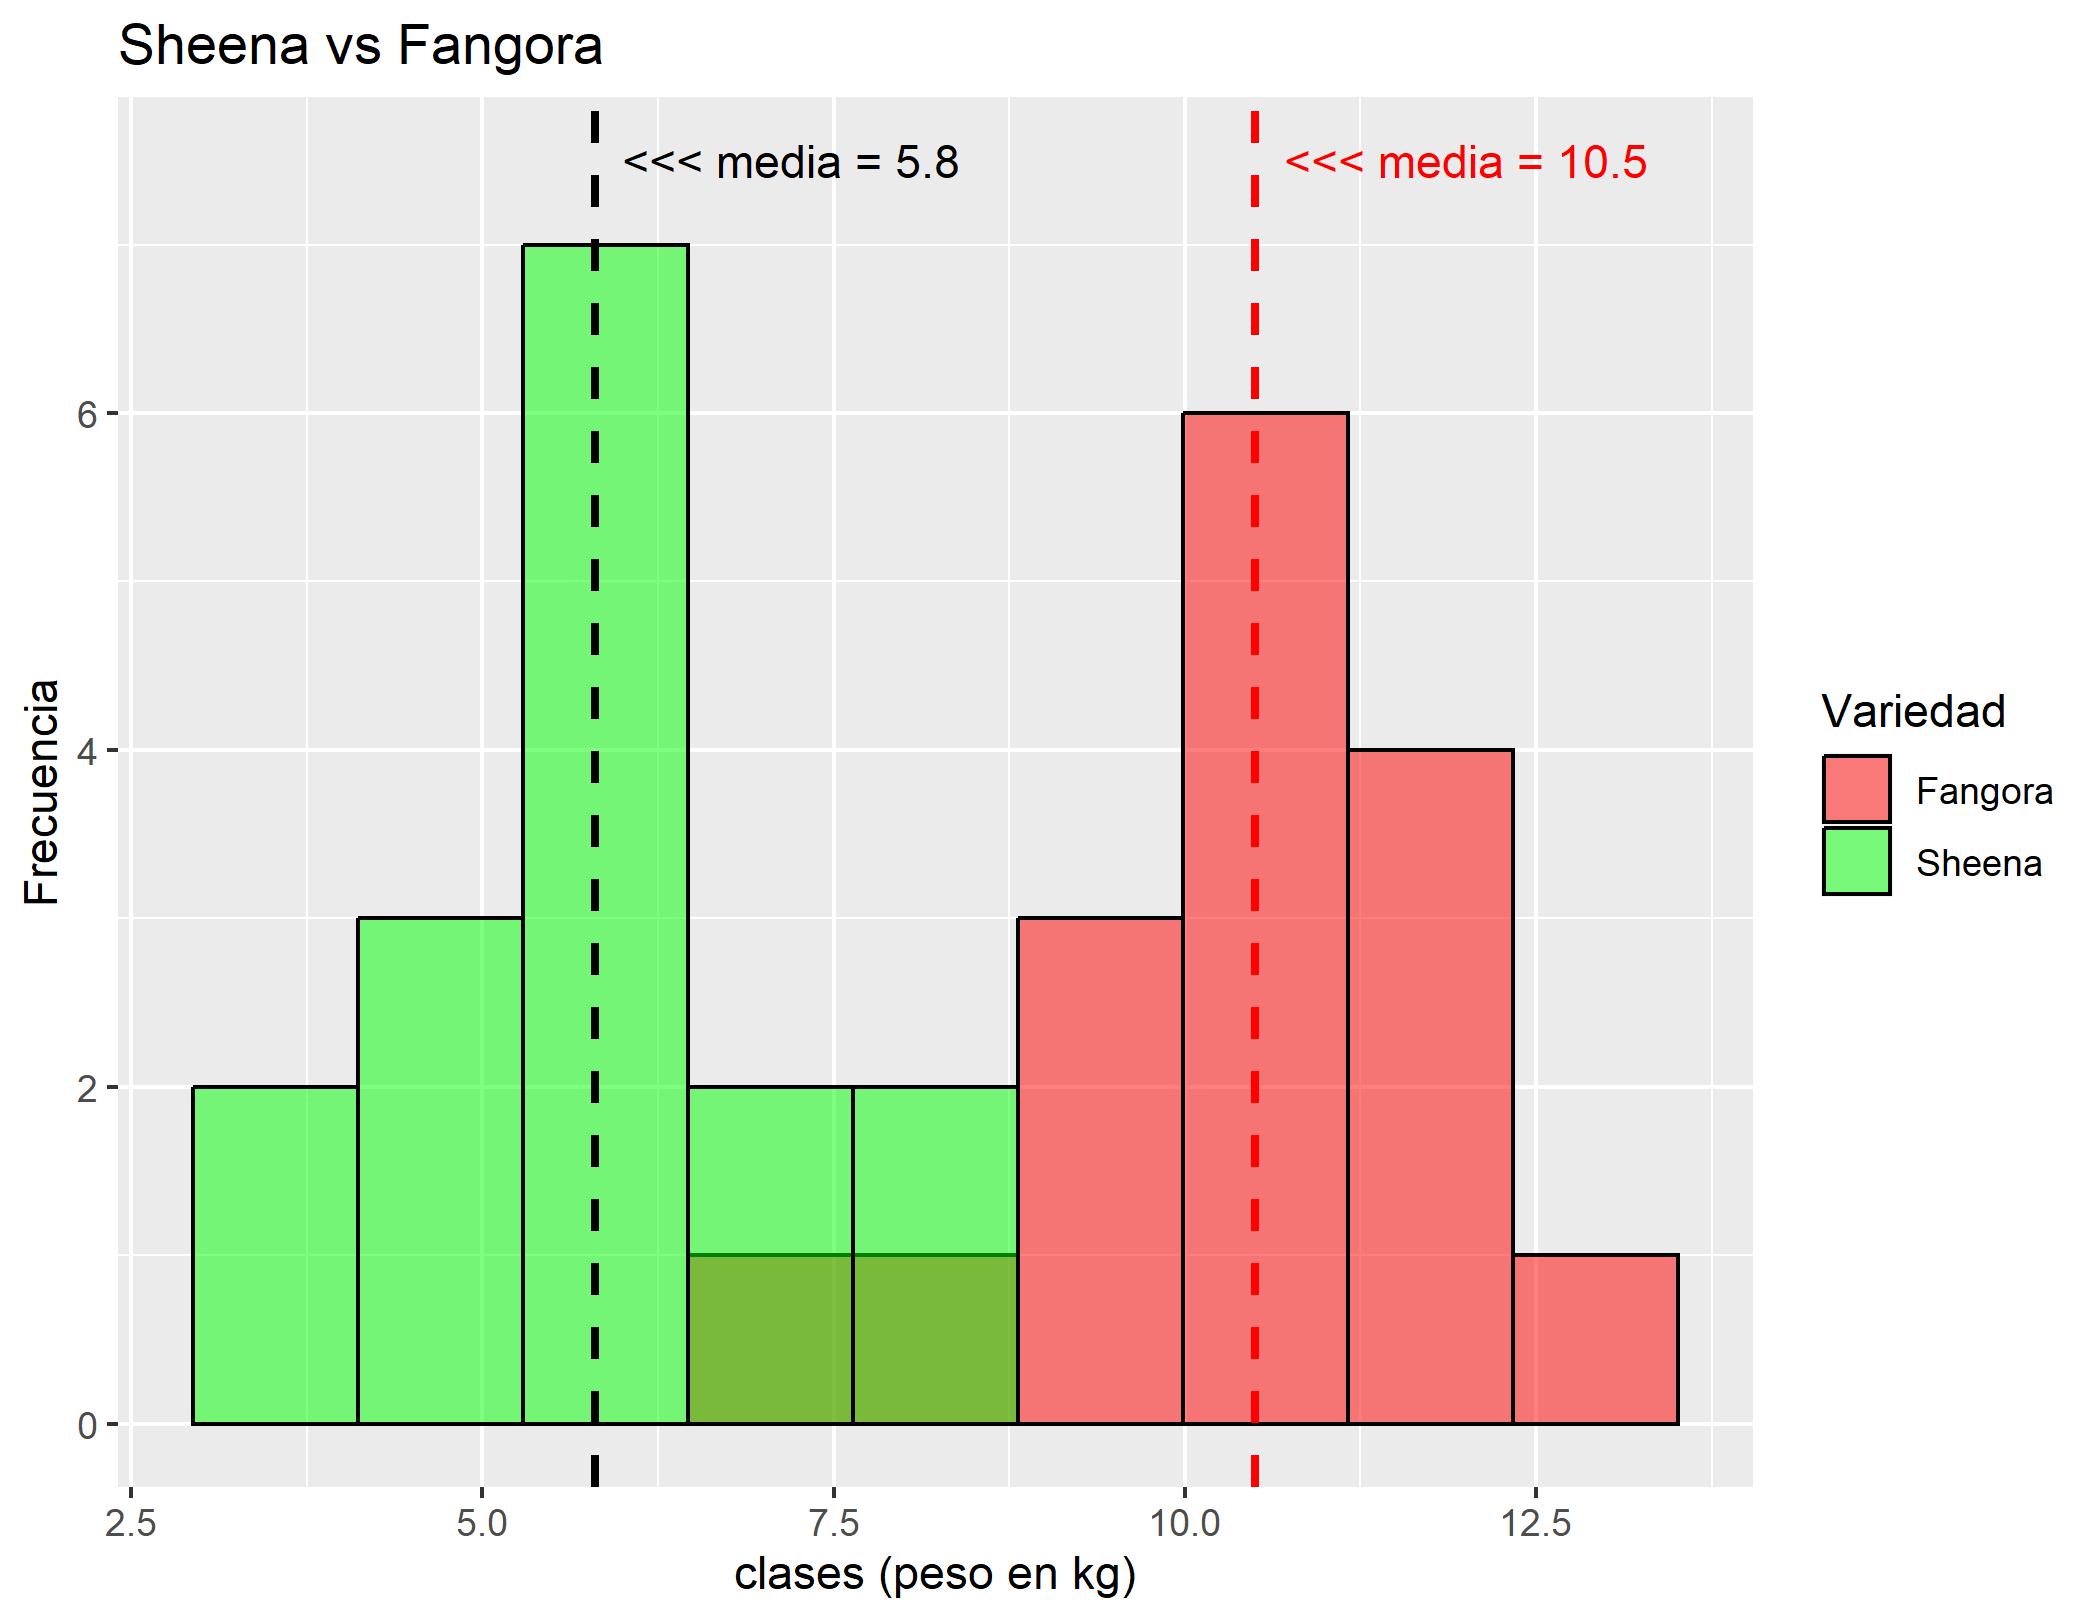 Sheena vs Fangora
<<< media = 5.8
<<< media = 10.5
Frecuencia
6
4
2
0
2.5
5.0
7.5
10.0
12.5
clases (peso en kg)
Variedad
Fangora
Sheena